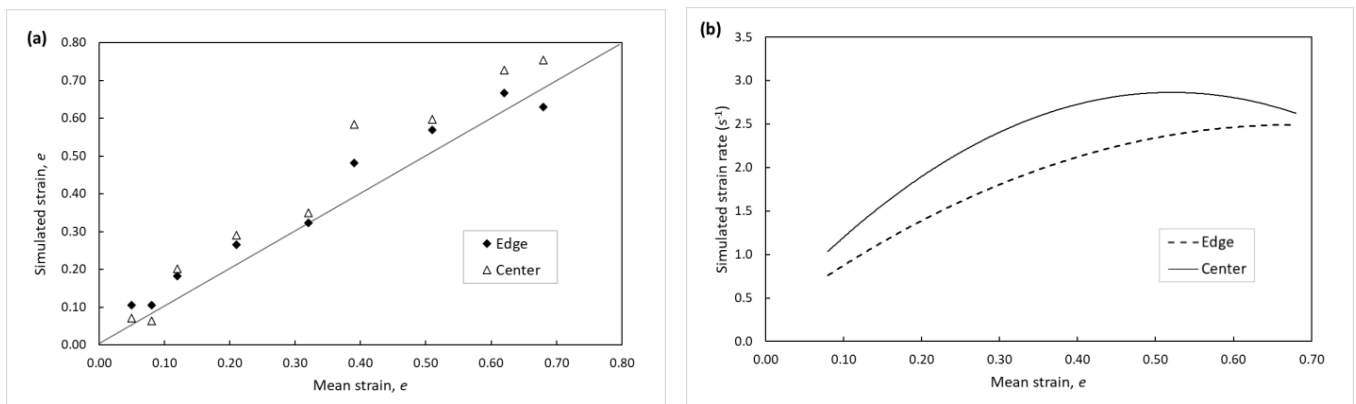 (a)
0.80
0.70
0.60
0.50
0.40
0.30
0.20
0.10
0.00
Simulated strain, e
Edge
Center
0.00 0.10 0.20 0.30 0.40 0.50 0.60 0.70 0.80
Mean strain, e
(b)
3.5
3.0
2.5
2.0
1.5
1.0
0.5
0.0
Simulated strain rate (s⁻¹)
Edge
Center
0.00 0.10 0.20 0.30 0.40 0.50 0.60 0.70
Mean strain, e